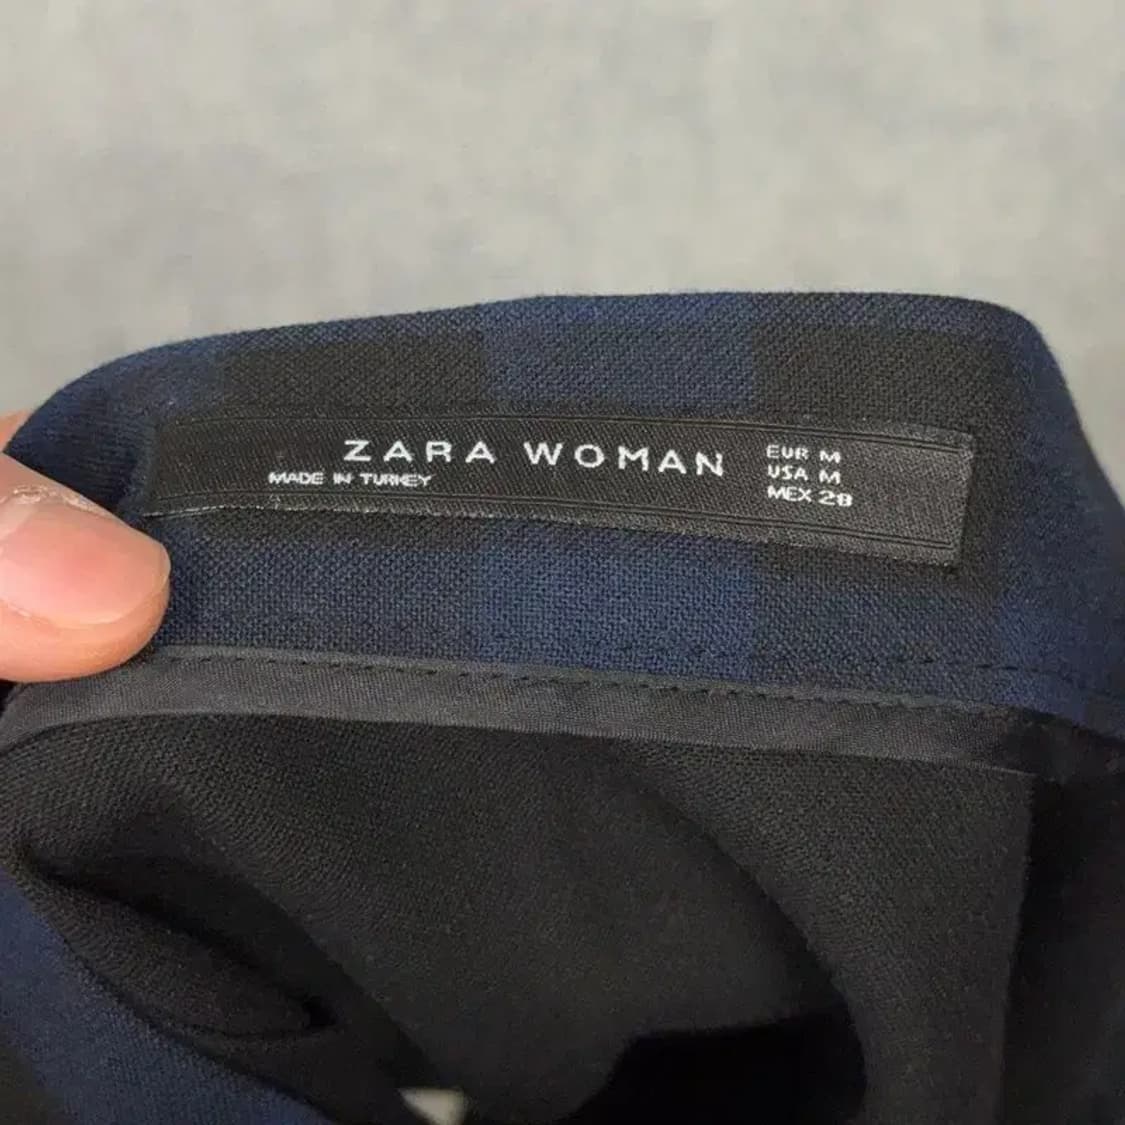 ZARA WOMAN
MADE IN TURKEY
EUR M
USA M
MEX 28